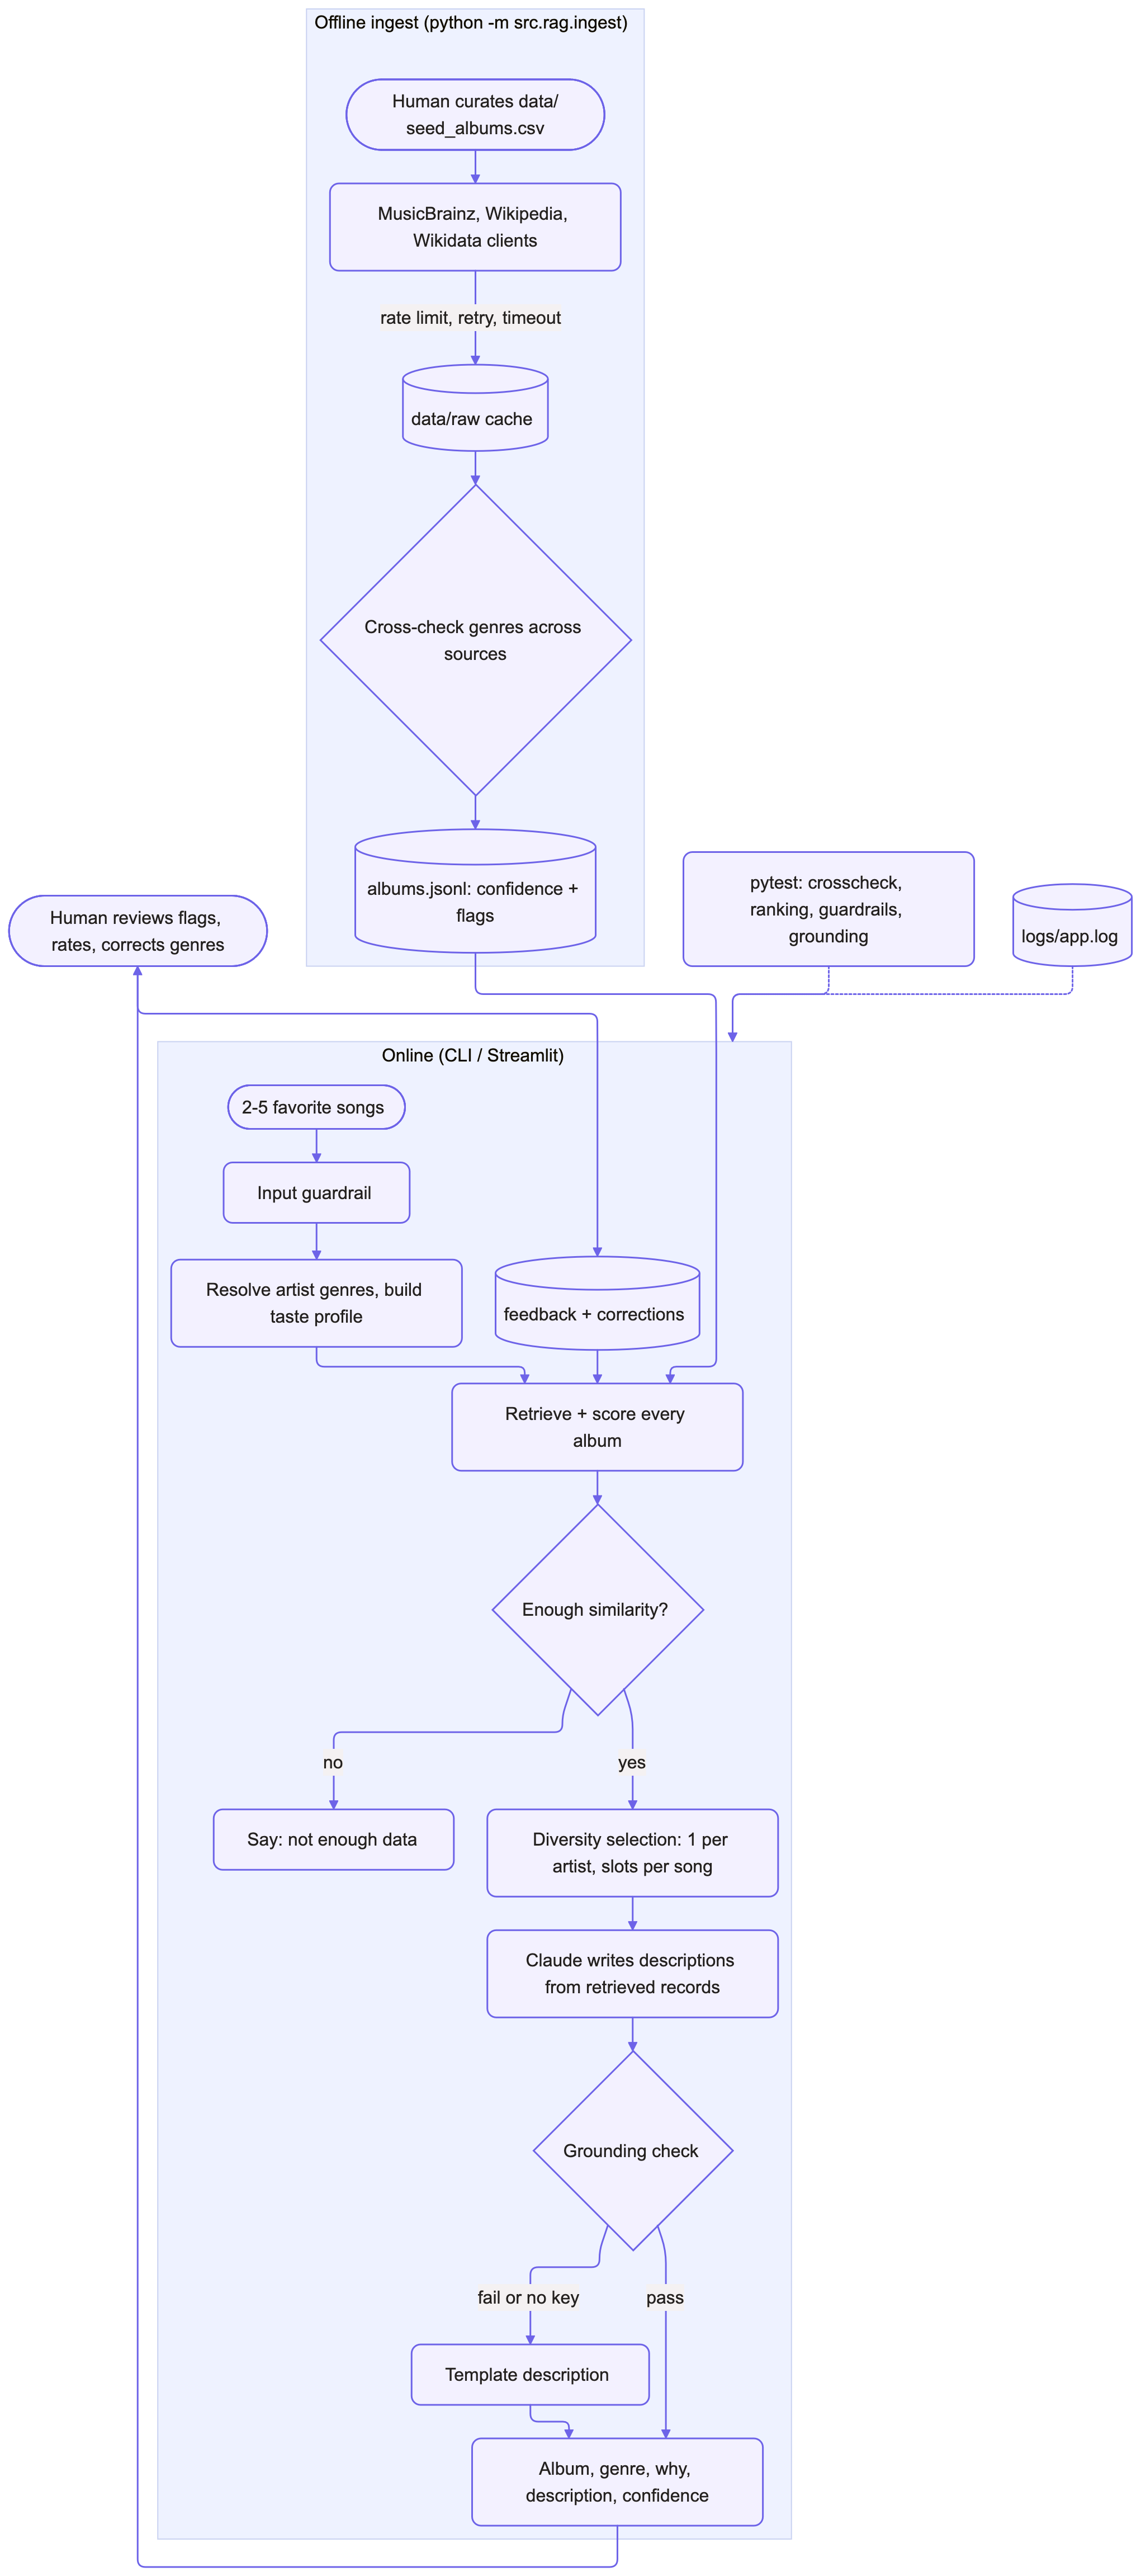 Offline ingest (python -m src.rag.ingest)
Human curates data/
seed_albums.csv
MusicBrainz, Wikipedia,
Wikidata clients
rate limit, retry, timeout
data/raw cache
Cross-check genres across
sources
albums.jsonl: confidence +
flags
pytest: crosscheck,
ranking, guardrails,
grounding
logs/app.log
Human reviews flags,
rates, corrects genres
Online (CLI / Streamlit)
2-5 favorite songs
Input guardrail
Resolve artist genres, build
taste profile
feedback + corrections
Retrieve + score every
album
Enough similarity?
no
yes
Say: not enough data
Diversity selection: 1 per
artist, slots per song
Claude writes descriptions
from retrieved records
Grounding check
fail or no key
pass
Template description
Album, genre, why,
description, confidence